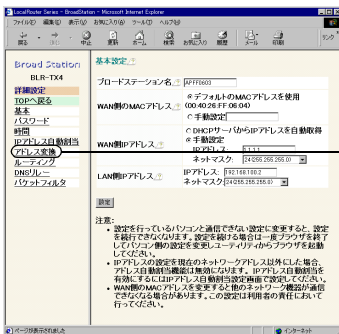 LocalRouter Series - BroadStation - Microsoft Internet Explorer
ファイル(F) 編集(E) 表示(V) お気に入り(A) ツール(T) ヘルプ(H)
戻る 進む 中止 更新 ホーム 検索 お気に入り 履歴 メール 印刷
リンク
Broad Station
BLR-TX4
詳細設定
TOPへ戻る
基本
パスワード
時間
IPアドレス自動割当
アドレス変換
ルーティング
DNSリレー
パケットフィルタ
基本設定
ブロードステーション名 APFF0603
WAN側のMACアドレス デフォルトのMACアドレスを使用
(00:40:26:FF:06:04)
手動設定
WAN側IPアドレス DHCPサーバからIPアドレスを自動取得
手動設定
IPアドレス: 1.1.1.1
ネットマスク: 24(255.255.255.0)
LAN側IPアドレス IPアドレス: 192.168.100.2
ネットマスク: 24(255.255.255.0)
設定
注意:
• 設定を行っているパソコンと通信できない設定に変更すると、設定を続行できなくなります。設定を続ける場合は一度ブラウザを終了してパソコン側の設定を変更しユーティリティからブラウザを起動してください。
• IPアドレスの設定を現在のネットワークアドレス以外にした場合、アドレス自動割当機能は無効になります。IPアドレス自動割当を有効にするにはIPアドレス自動割当設定画面で設定してください。
• WAN側のMACアドレスを変更すると他のネットワーク機器が通信できなくなる場合があります。この設定は利用者の責任において行ってください。
ページが表示されました
インターネット